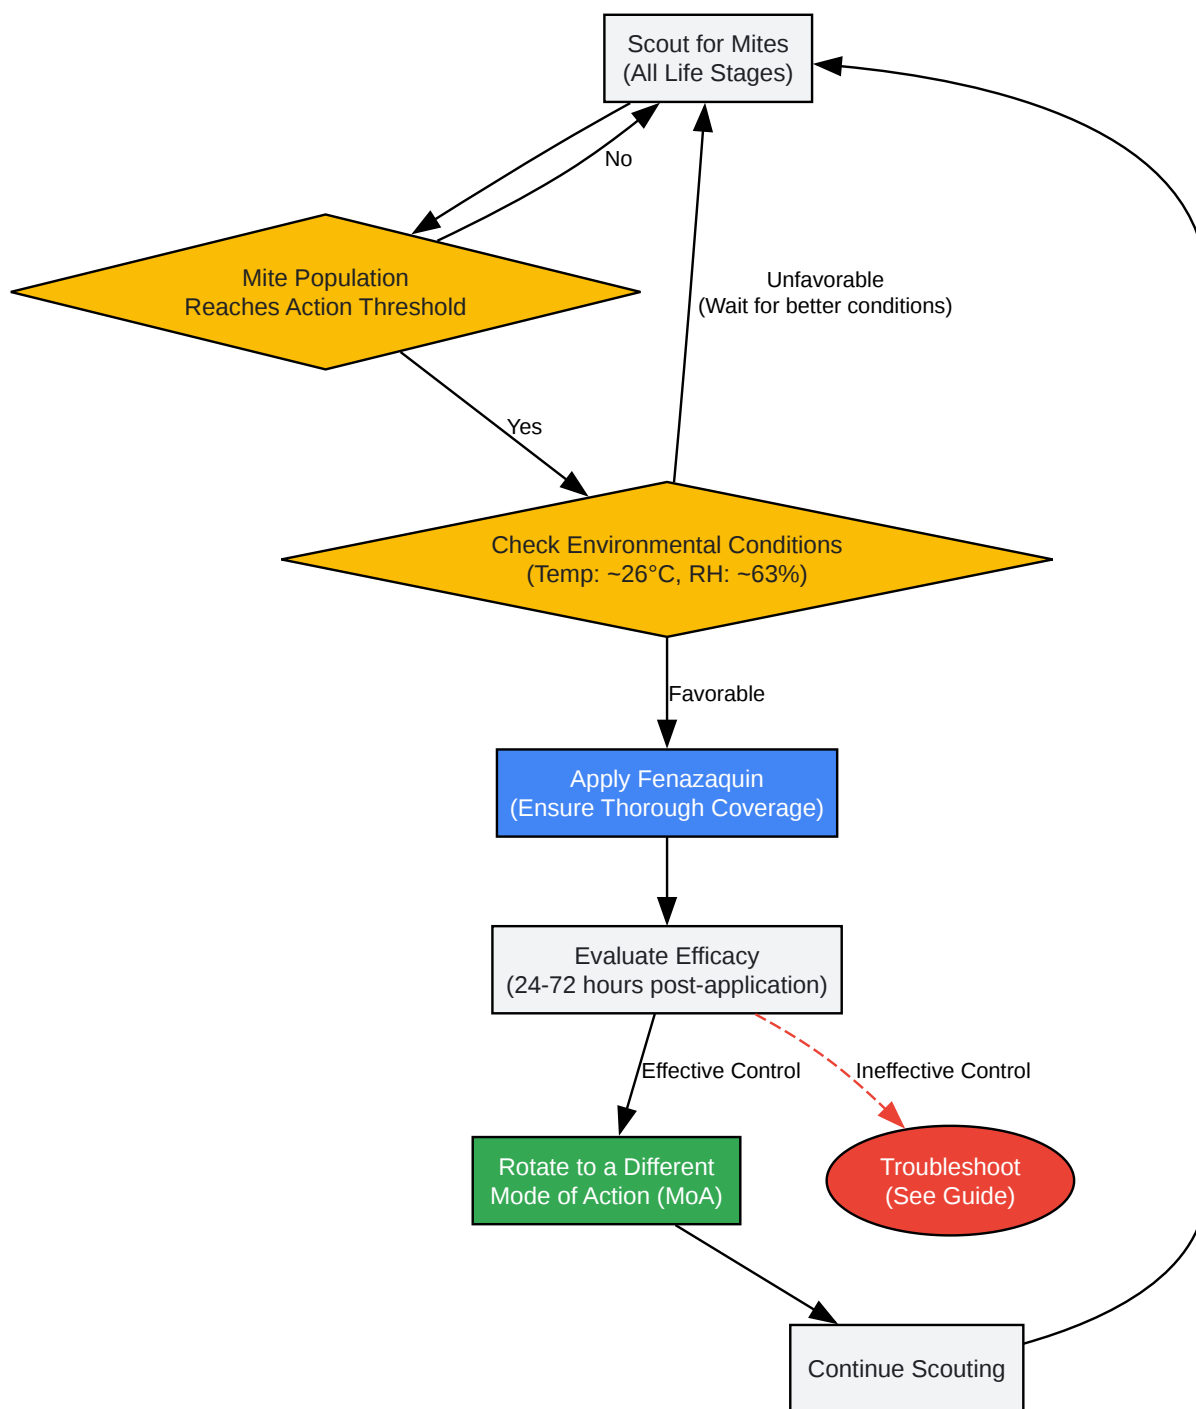 Scout for Mites
(All Life Stages)
No
Mite Population
Reaches Action Threshold
Unfavorable
(Wait for better conditions)
Yes
Check Environmental Conditions
(Temp: ~26°C, RH: ~63%)
Favorable
Apply Fenazaquin
(Ensure Thorough Coverage)
Evaluate Efficacy
(24-72 hours post-application)
Effective Control
Ineffective Control
Rotate to a Different
Mode of Action (MoA)
Troubleshoot
(See Guide)
Continue Scouting